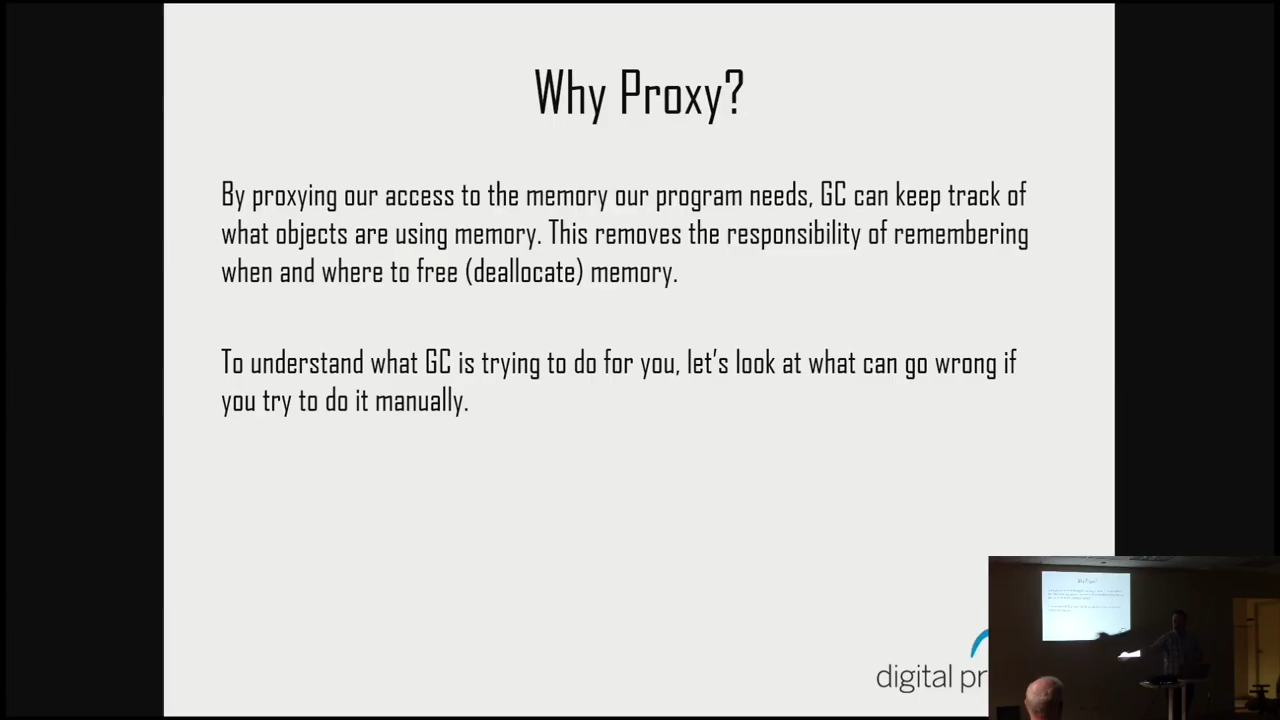 Why Proxy?
By proxying our access to the memory our program needs, GC can keep track of
what objects are using memory. This removes the responsibility of remembering
when and where to free (deallocate) memory.
To understand what GC is trying to do for you, let's look at what can go wrong if
you try to do it manually.
digital pr